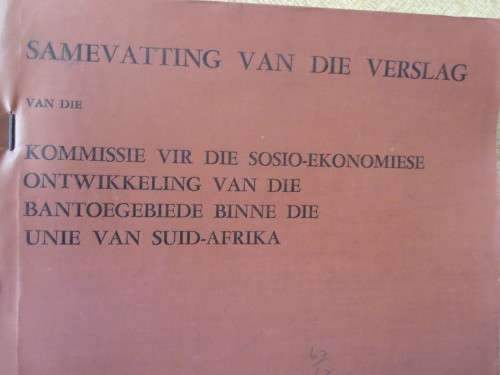 SAMEVATTING VAN DIE VERSLAG
VAN DIE
KOMMISSIE VIR DIE SOSIO-EKONOMIESE
ONTWIKKELING VAN DIE
BANTOEGEBIEDE BINNE DIE
UNIE VAN SUID-AFRIKA